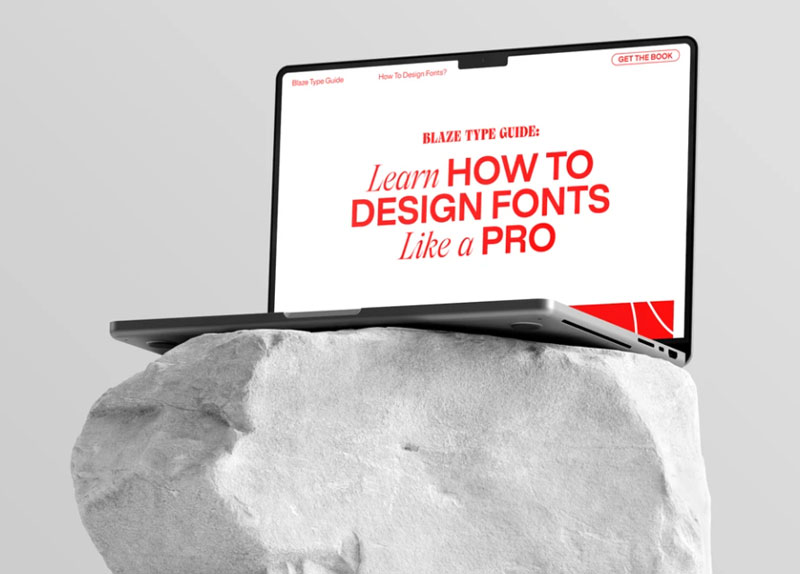 Blaze Type Guide
How To Design Fonts?
GET THE BOOK
BLAZE TYPE GUIDE:
Learn HOW TO
DESIGN FONTS
Like a PRO